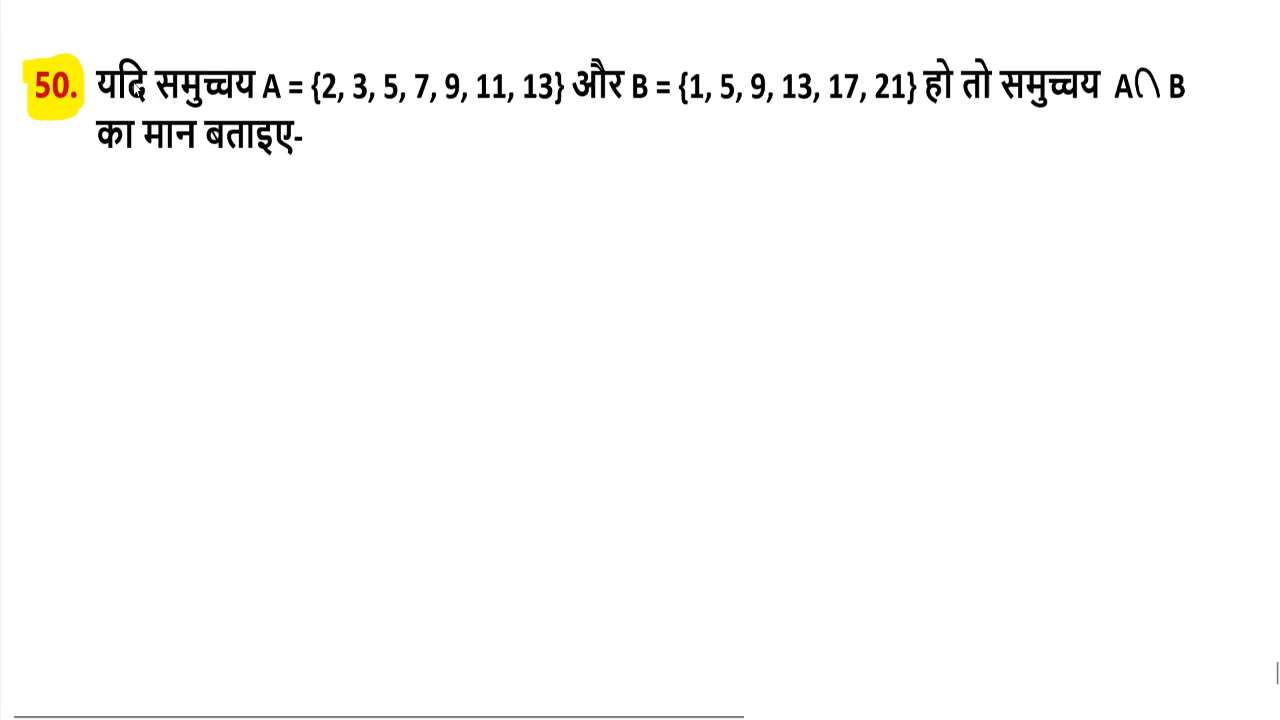 50. यदि समुच्चय A = {2, 3, 5, 7, 9, 11, 13} और B = {1, 5, 9, 13, 17, 21} हो तो समुच्चय A∩ B
का मान बताइए-